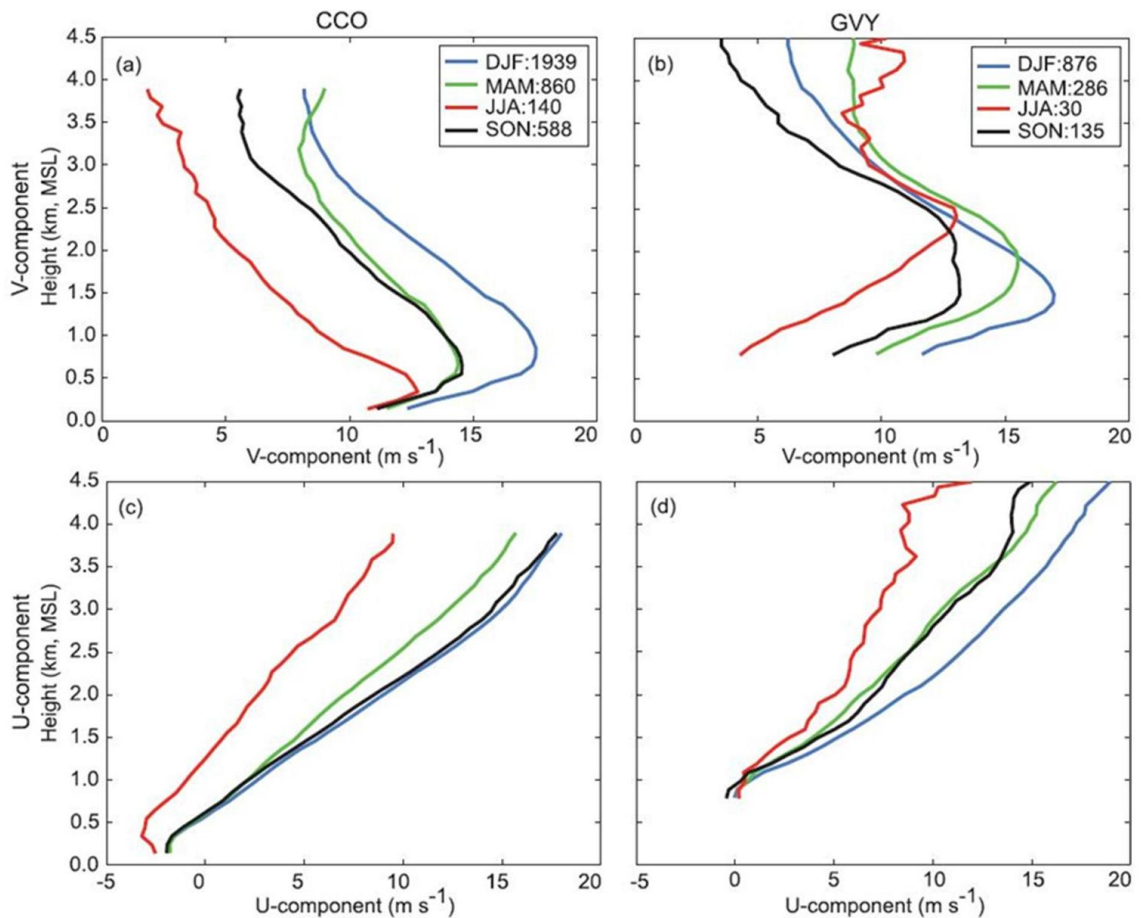 CCO
GVY
4.5
4.0
3.5
3.0
2.5
2.0
1.5
1.0
0.5
0.0
V-component
Height (km, MSL)
(a)
DJF:1939
MAM:860
JJA:140
SON:588
0 5 10 15 20
V-component (m s-1)
(b)
DJF:876
MAM:286
JJA:30
SON:135
5 10 15 20
V-component (m s-1)
4.5
4.0
3.5
3.0
2.5
2.0
1.5
1.0
0.5
0.0
U-component
Height (km, MSL)
(c)
-5 0 5 10 15 20
U-component (m s-1)
(d)
-5 0 5 10 15 20
U-component (m s-1)